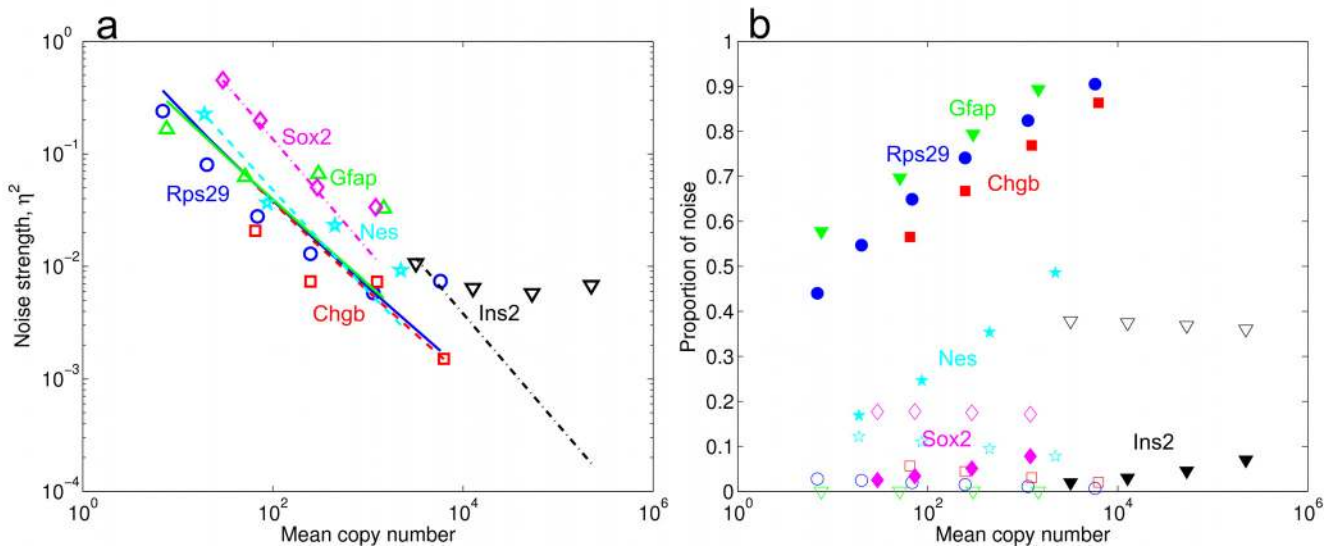 a
10^0
10^-1
10^-2
10^-3
10^-4
10^0
10^2
10^4
10^6
Noise strength, η^2
Mean copy number
Sox2
Gfap
Rps29
Nes
Chgb
Ins2
b
1
0.9
0.8
0.7
0.6
0.5
0.4
0.3
0.2
0.1
0
10^0
10^2
10^4
10^6
Proportion of noise
Mean copy number
Gfap
Rps29
Chgb
Nes
Sox2
Ins2